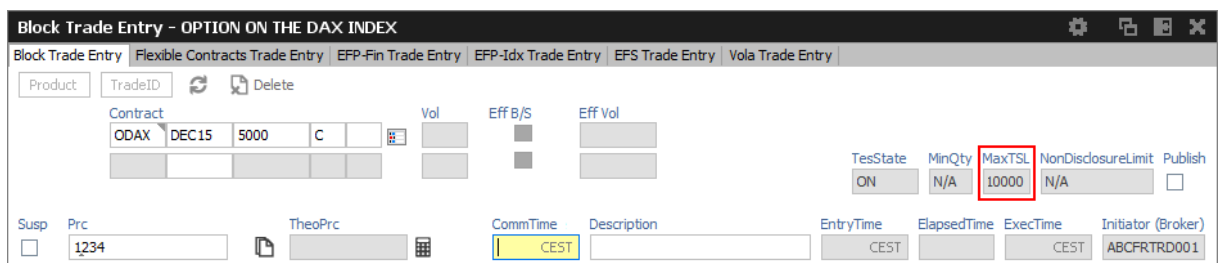 Block Trade Entry - OPTION ON THE DAX INDEX
Block Trade Entry Flexible Contracts Trade Entry EFP-Fin Trade Entry EFP-Idx Trade Entry EFS Trade Entry Vola Trade Entry
Product TradeID Delete
Contract Vol Eff B/S Eff Vol
ODAX DEC15 5000 C
TesState MinQty MaxTSL NonDisclosureLimit Publish
ON N/A 10000 N/A
Susp Prc TheoPrc CommTime Description EntryTime ElapsedTime ExecTime Initiator (Broker)
1234 CEST CEST CEST ABCFRTRD001